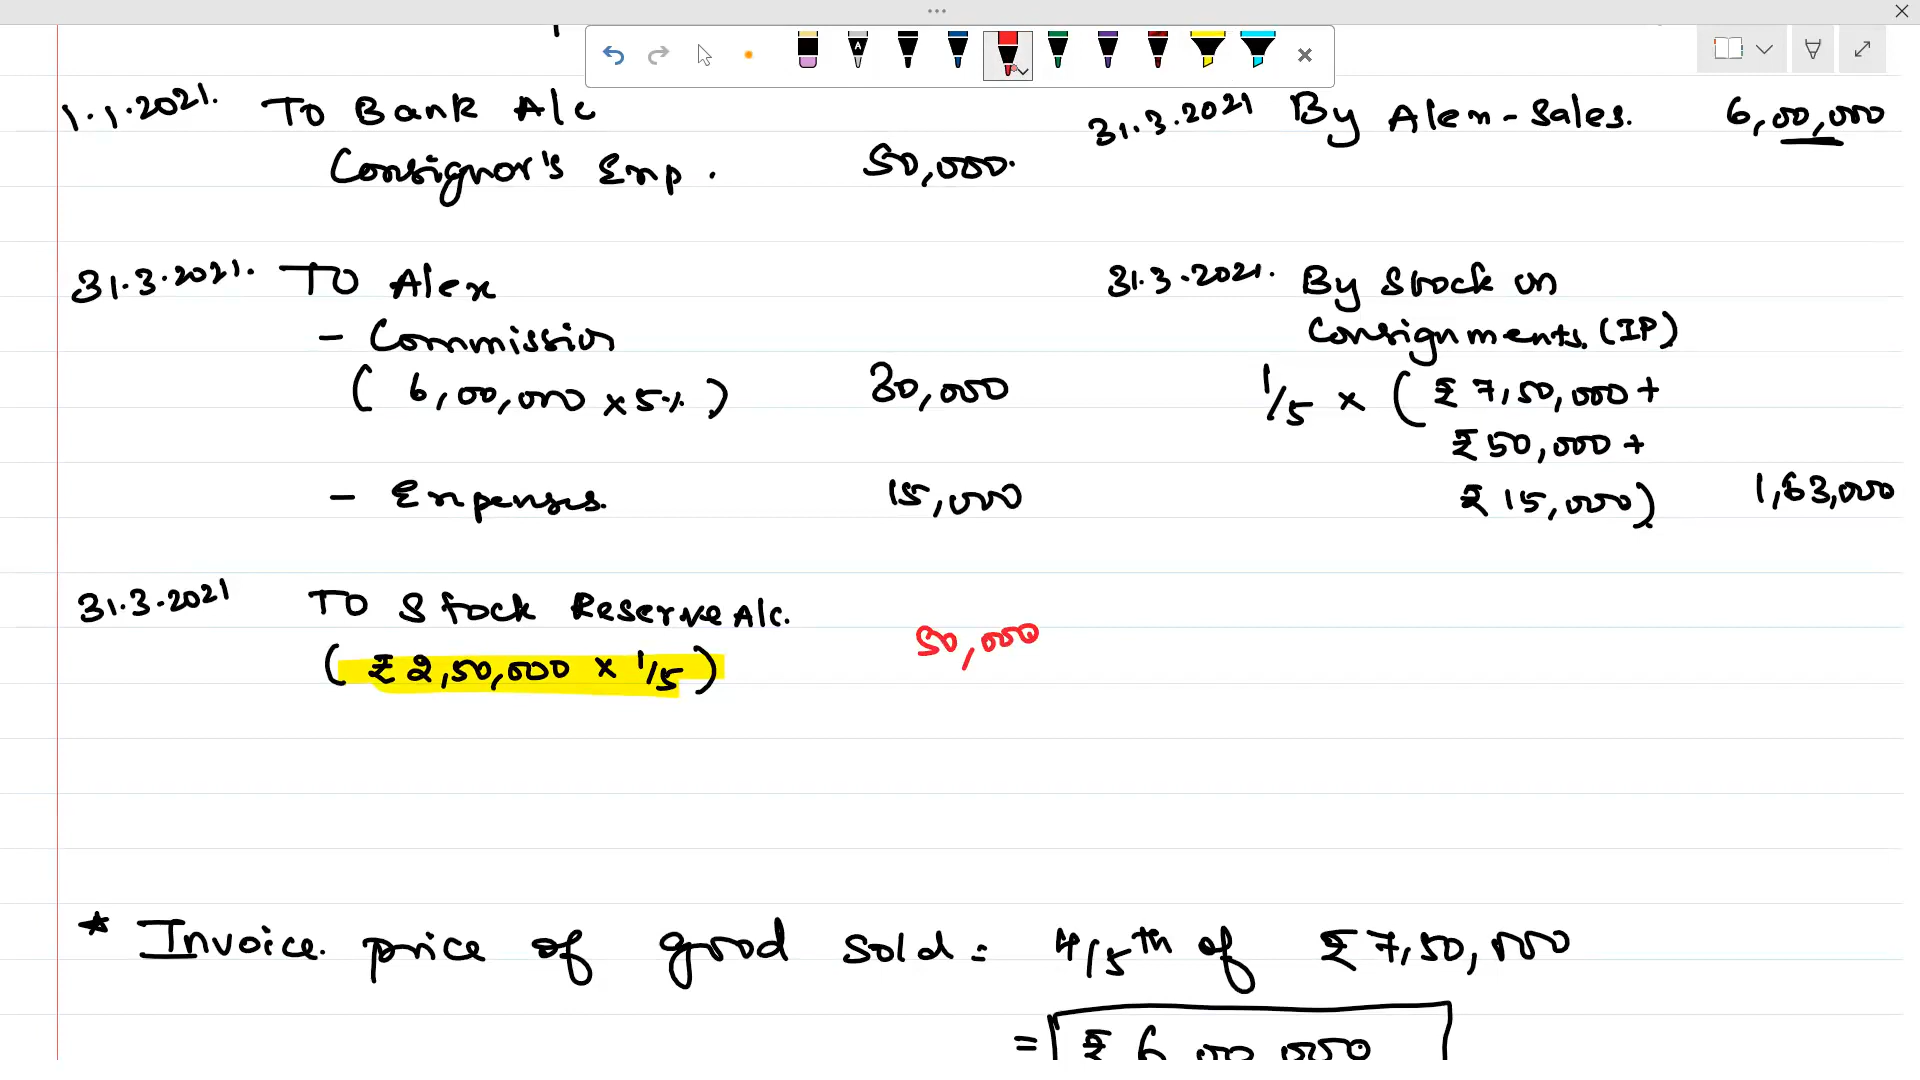 1.1.2021. To Bank A/c
Consignor's Exp. 50,000.
31.3.2021. To Alex
- Commission
(6,00,000 x 5%) 30,000
- Expenses. 15,000
31.3.2021 To Stock Reserve A/c.
(₹ 2,50,000 x 1/5) 50,000
31.3.2021 By Alex - Sales. 6,00,000
31.3.2021. By Stock on
Consignments. (IP)
1/5 x (₹ 7,50,000 +
₹ 50,000 +
₹ 15,000) 1,63,000
* Invoice. price of good sold = 4/5th of ₹ 7,50,000
= ₹ 6,00,000